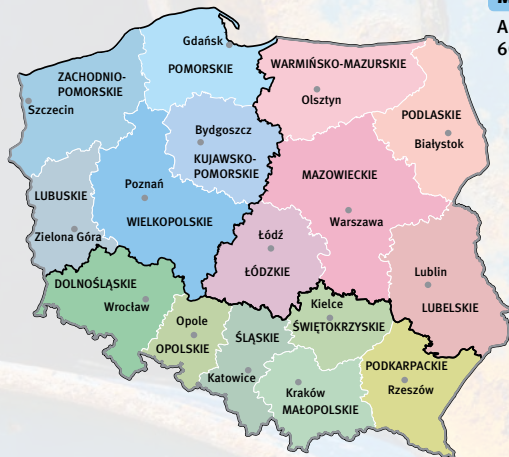 Gdańsk
POMORSKIE
ZACHODNIO-
POMORSKIE
Szczecin
WARMIŃSKO-MAZURSKIE
Olsztyn
PODLASKIE
Białystok
Bydgoszcz
KUJAWSKO-
POMORSKIE
LUBUSKIE
Zielona Góra
Poznań
WIELKOPOLSKIE
MAZOWIECKIE
Warszawa
Łódź
ŁÓDZKIE
Lublin
LUBELSKIE
DOLNOŚLĄSKIE
Wrocław
Opole
OPOLSKIE
ŚLĄSKIE
Katowice
Kielce
ŚWIĘTOKRZYSKIE
Kraków
MAŁOPOLSKIE
PODKARPACKIE
Rzeszów